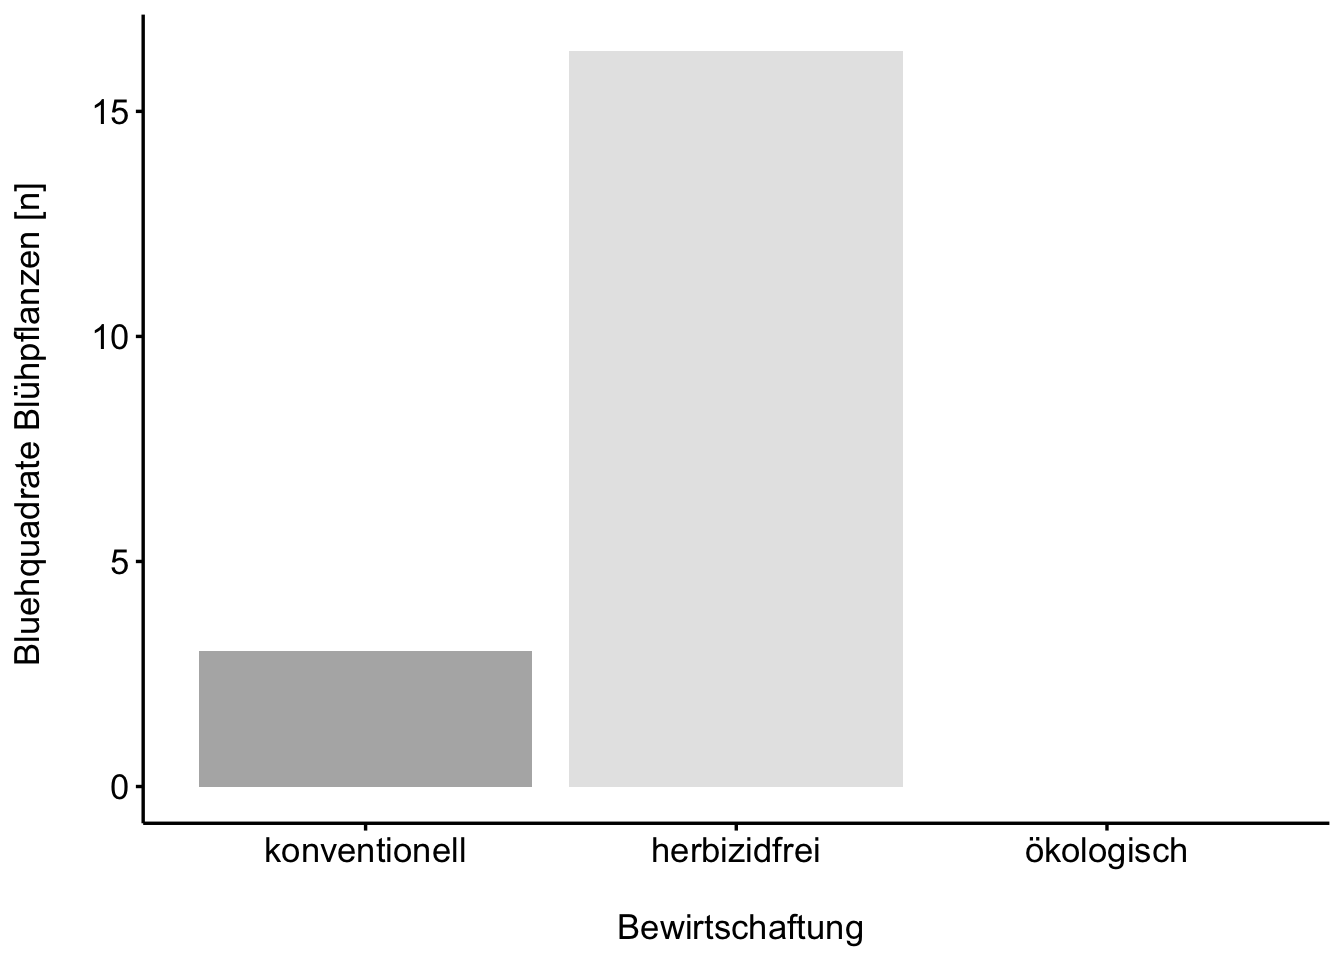 Bluehquadrate Blühpflanzen [n]
15
10
5
0
konventionell
herbizidfrei
ökologisch
Bewirtschaftung